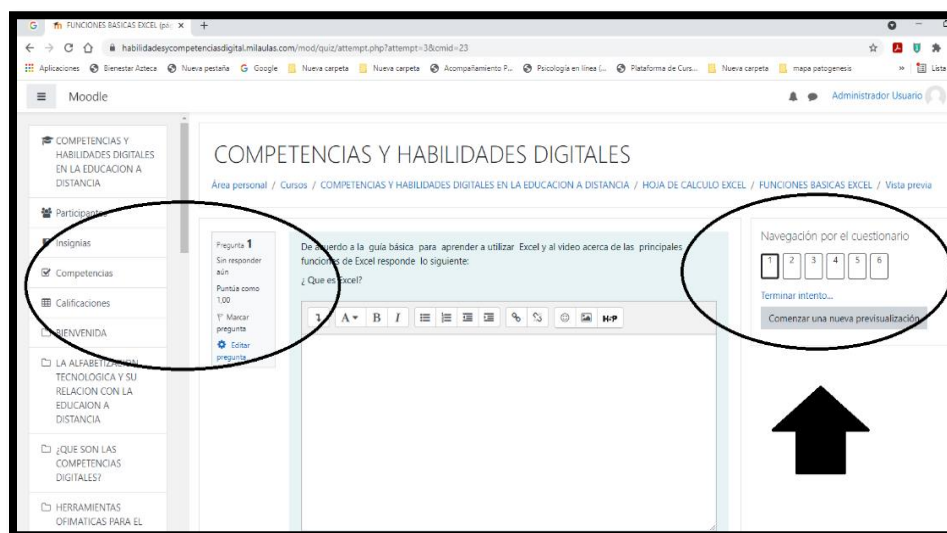 FUNCIONES BASICAS EXCEL (pá
habilidadesycompetenciasdigital.milaulas.com/mod/quiz/attempt.php?attempt=3&cmid=23
Aplicaciones Bienestar Azteca Nueva pestaña Google Nueva carpeta Nueva carpeta Acompañamiento P... Psicología en línea (... Plataforma de Curs... Nueva carpeta mapa patogenesis » Lista
Moodle
Administrador Usuario
COMPETENCIAS Y
HABILIDADES DIGITALES
EN LA EDUCACION A
DISTANCIA
Participantes
Insignias
Competencias
Calificaciones
BIENVENIDA
LA ALFABETIZACION
TECNOLOGICA Y SU
RELACION CON LA
EDUCAION A
DISTANCIA
¿QUE SON LAS
COMPETENCIAS
DIGITALES?
HERRAMIENTAS
OFIMATICAS PARA EL
COMPETENCIAS Y HABILIDADES DIGITALES
Área personal / Cursos / COMPETENCIAS Y HABILIDADES DIGITALES EN LA EDUCACION A DISTANCIA / HOJA DE CALCULO EXCEL / FUNCIONES BASICAS EXCEL / Vista previa
Pregunta 1
Sin responder
aún
Puntúa como
1,00
Marcar
pregunta
Editar
pregunta
De acuerdo a la guía básica para aprender a utilizar Excel y al video acerca de las principales
funciones de Excel responde lo siguiente:
¿ Que es Excel?
A B I H-P
Navegación por el cuestionario
1 2 3 4 5 6
Terminar intento...
Comenzar una nueva previsualización